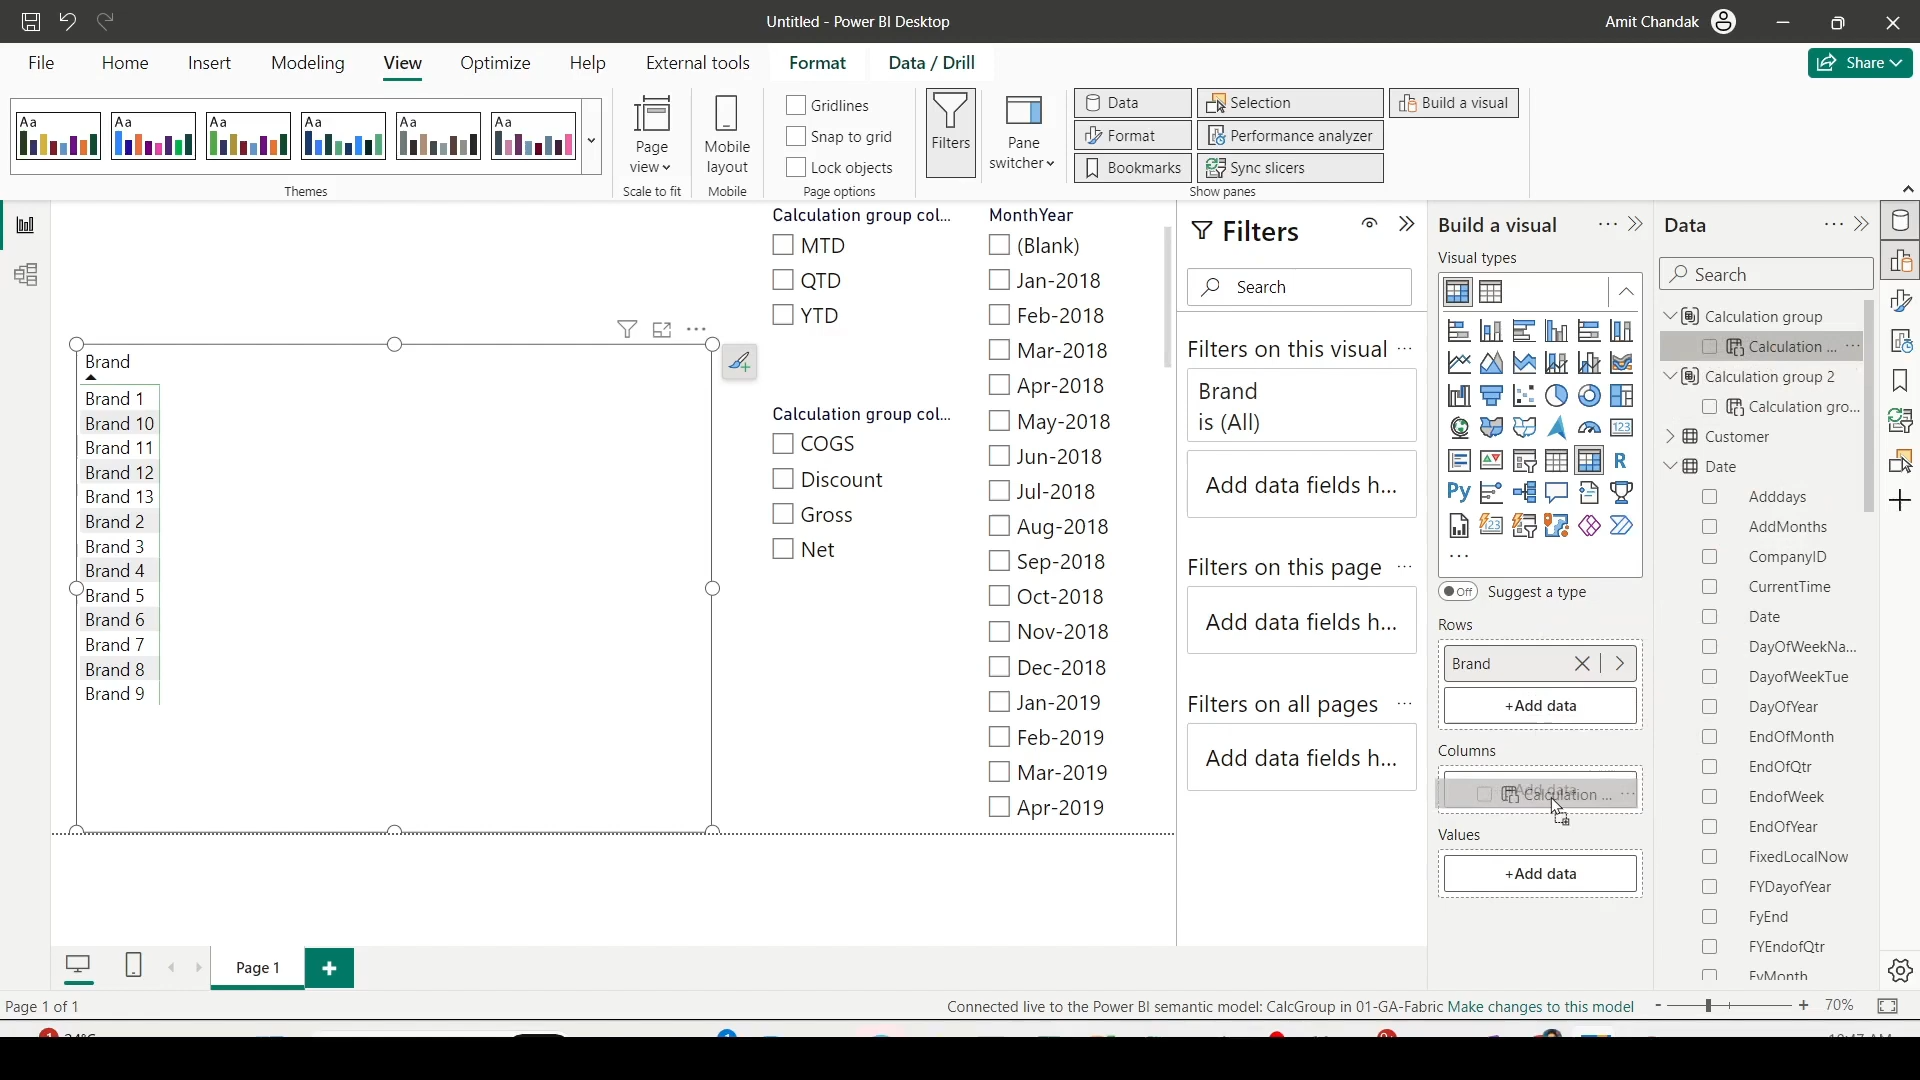 Untitled - Power BI Desktop
Amit Chandak
File
Home
Insert
Modeling
View
Optimize
Help
External tools
Format
Data / Drill
Share
Aa
Aa
Aa
Aa
Aa
Aa
Themes
Page
view
Scale to fit
Mobile
layout
Mobile
Gridlines
Snap to grid
Lock objects
Page options
Filters
Pane
switcher
Data
Format
Bookmarks
Selection
Performance analyzer
Sync slicers
Build a visual
Show panes
Brand
Brand 1
Brand 10
Brand 11
Brand 12
Brand 13
Brand 2
Brand 3
Brand 4
Brand 5
Brand 6
Brand 7
Brand 8
Brand 9
Calculation group col...
MTD
QTD
YTD
Calculation group col...
COGS
Discount
Gross
Net
MonthYear
(Blank)
Jan-2018
Feb-2018
Mar-2018
Apr-2018
May-2018
Jun-2018
Jul-2018
Aug-2018
Sep-2018
Oct-2018
Nov-2018
Dec-2018
Jan-2019
Feb-2019
Mar-2019
Apr-2019
Filters
Search
Filters on this visual ...
Brand
is (All)
Add data fields h...
Filters on this page ...
Add data fields h...
Filters on all pages ...
Add data fields h...
Build a visual
Visual types
123
R
Py
123
...
Off Suggest a type
Rows
Brand
+Add data
Columns
Calculation ...
Values
+Add data
Data
Search
Calculation group
Calculation ...
Calculation group 2
Calculation gro...
Customer
Date
Adddays
AddMonths
CompanyID
CurrentTime
Date
DayOfWeekNa...
DayofWeekTue
DayOfYear
EndOfMonth
EndOfQtr
EndofWeek
EndOfYear
FixedLocalNow
FYDayofYear
FyEnd
FYEndofQtr
FyMonth
Page 1
Page 1 of 1
Connected live to the Power BI semantic model: CalcGroup in 01-GA-Fabric Make changes to this model
- + 70%